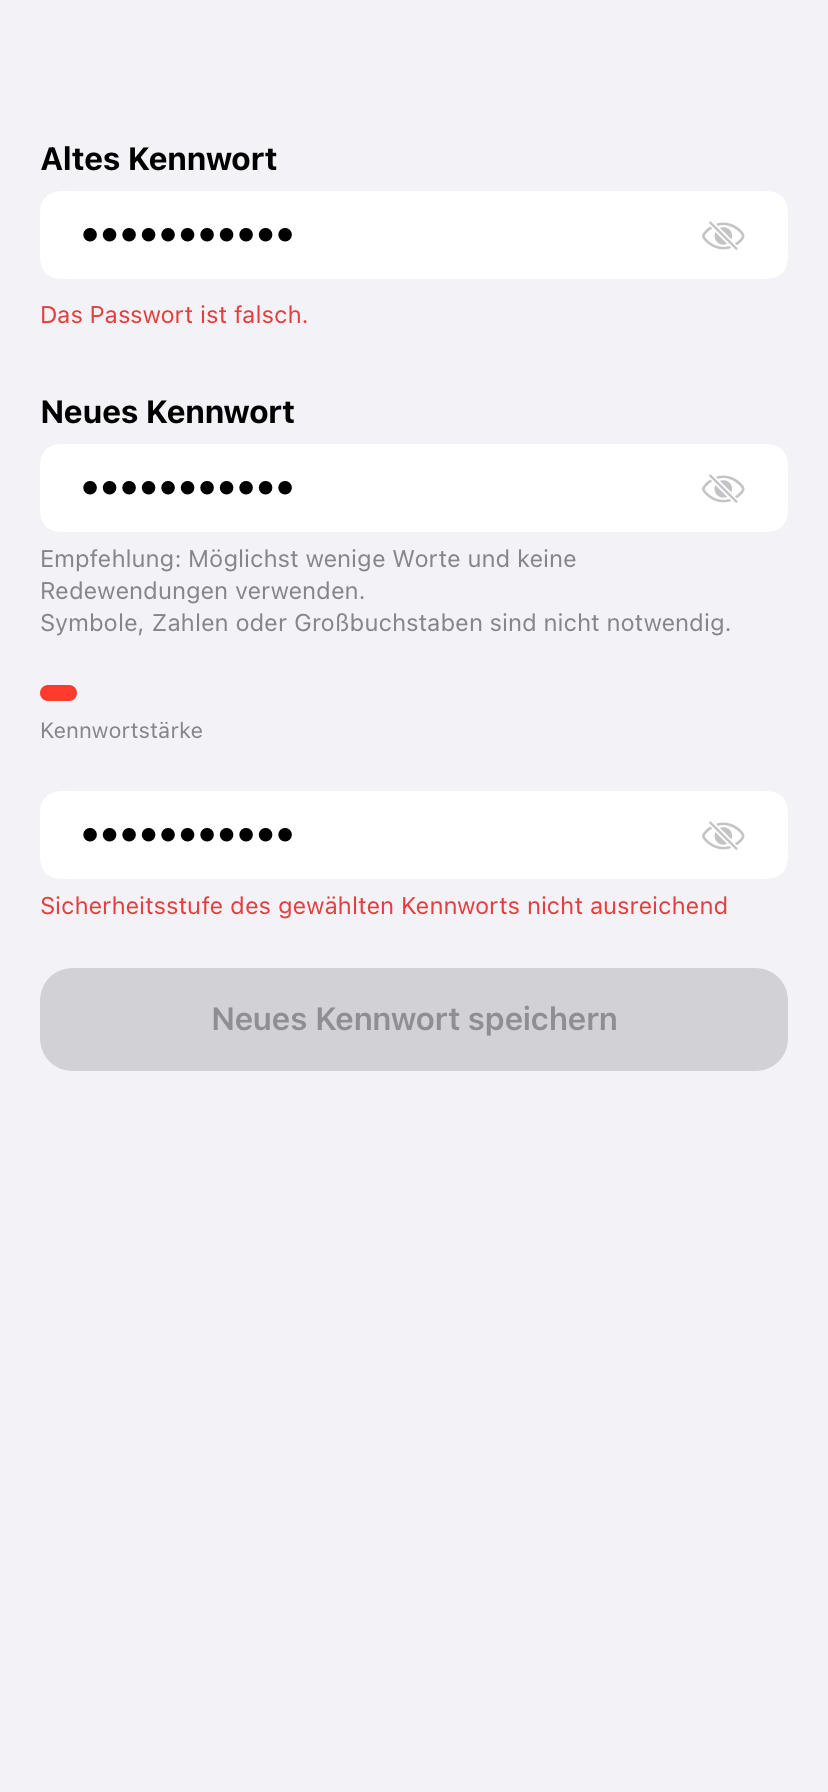 Altes Kennwort
•••••••••••
Das Passwort ist falsch.
Neues Kennwort
•••••••••••
Empfehlung: Möglichst wenige Worte und keine
Redewendungen verwenden.
Symbole, Zahlen oder Großbuchstaben sind nicht notwendig.
Kennwortstärke
•••••••••••
Sicherheitsstufe des gewählten Kennworts nicht ausreichend
Neues Kennwort speichern